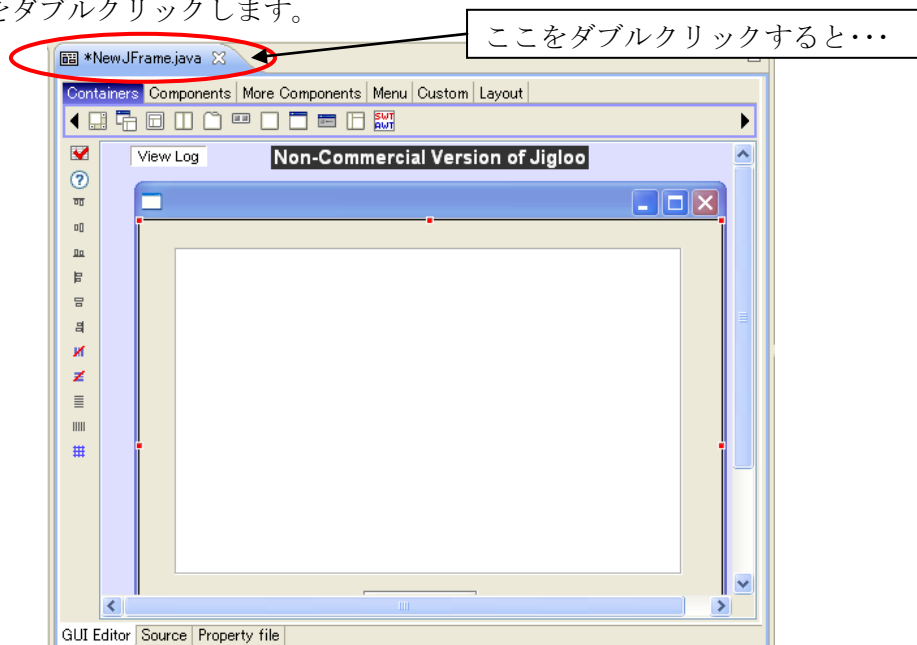 をダブルクリックします。
ここをダブルクリックすると･･･
*NewJFrame.java
Containers Components More Components Menu Custom Layout
SWT
AWT
View Log Non-Commercial Version of Jigloo
GUI Editor Source Property file